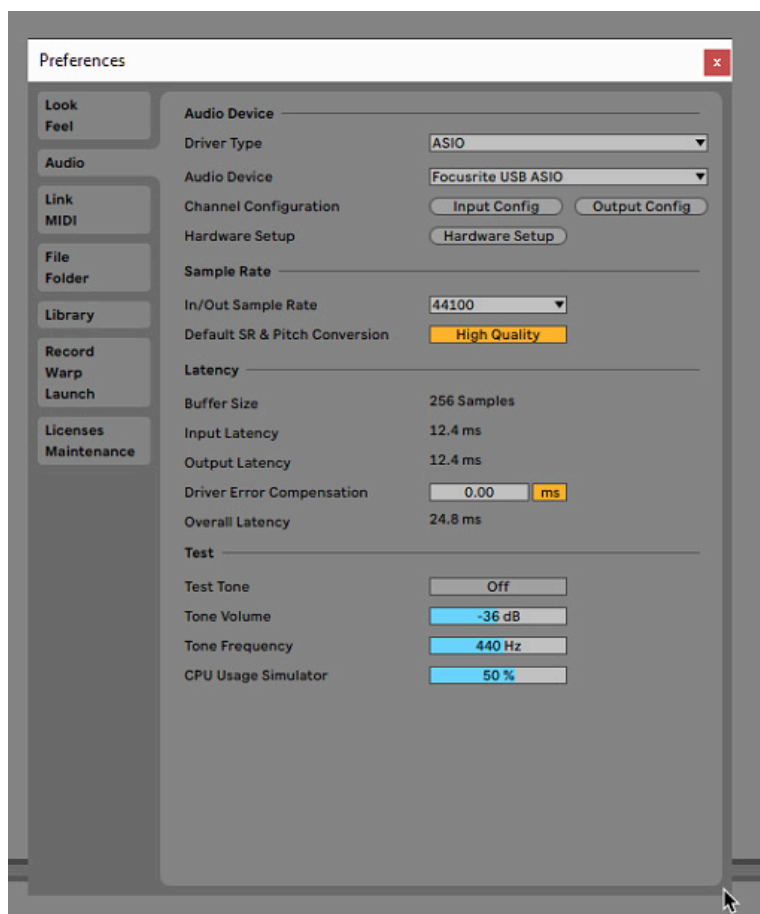 Preferences
x
Look
Feel
Audio
Link
MIDI
File
Folder
Library
Record
Warp
Launch
Licenses
Maintenance
Audio Device
Driver Type ASIO
Audio Device Focusrite USB ASIO
Channel Configuration Input Config Output Config
Hardware Setup Hardware Setup
Sample Rate
In/Out Sample Rate 44100
Default SR & Pitch Conversion High Quality
Latency
Buffer Size 256 Samples
Input Latency 12.4 ms
Output Latency 12.4 ms
Driver Error Compensation 0.00 ms
Overall Latency 24.8 ms
Test
Test Tone Off
Tone Volume -36 dB
Tone Frequency 440 Hz
CPU Usage Simulator 50 %